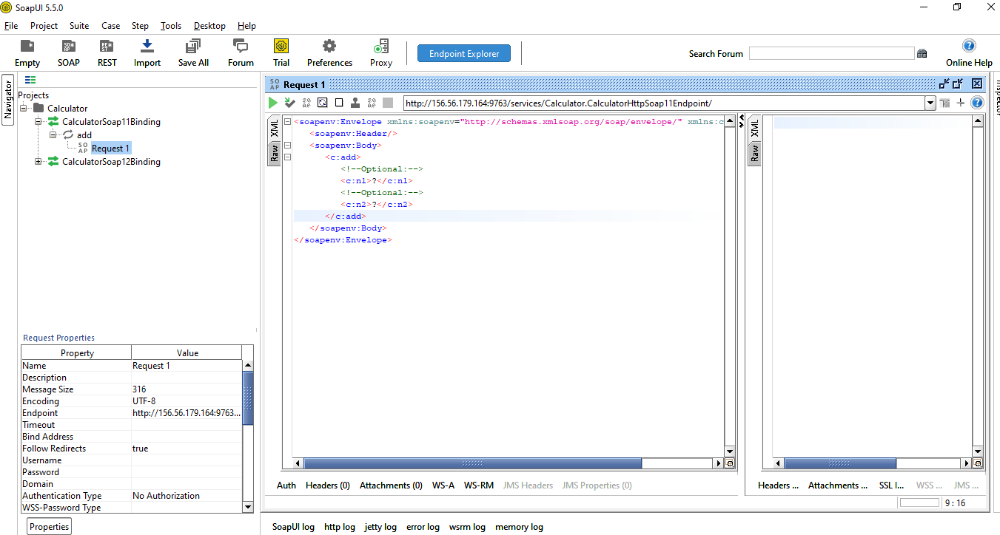 SoapUI 5.5.0
File Project Suite Case Step Tools Desktop Help
Empty SOAP REST Import Save All Forum Trial Preferences Proxy Endpoint Explorer Search Forum Online Help
Navigator
Projects
Calculator
CalculatorSoap11Binding
add
Request 1
CalculatorSoap12Binding
Request Properties
Property Value
Name Request 1
Description
Message Size 316
Encoding UTF-8
Endpoint http://156.56.179.164:9763...
Timeout
Bind Address
Follow Redirects true
Username
Password
Domain
Authentication Type No Authorization
WSS-Password Type
Properties
Request 1
http://156.56.179.164:9763/services/Calculator.CalculatorHttpSoap11Endpoint/
XML
Raw
<soapenv:Envelope xmlns:soapenv="http://schemas.xmlsoap.org/soap/envelope/" xmlns:c
<soapenv:Header/>
<soapenv:Body>
<c:add>
<!--Optional:-->
<c:n1>?</c:n1>
<!--Optional:-->
<c:n2>?</c:n2>
</c:add>
</soapenv:Body>
</soapenv:Envelope>
XML
Raw
Auth Headers (0) Attachments (0) WS-A WS-RM JMS Headers JMS Properties (0)
Headers ... Attachments ... SSL I... WSS ... JMS ...
9 : 16
SoapUI log http log jetty log error log wsrm log memory log